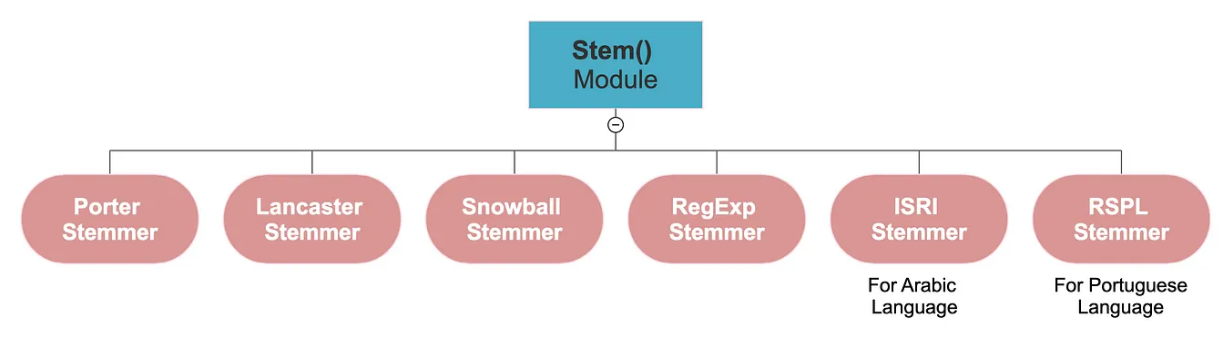 Stem()
Module
Porter
Stemmer
Lancaster
Stemmer
Snowball
Stemmer
RegExp
Stemmer
ISRI
Stemmer
RSPL
Stemmer
For Arabic
Language
For Portuguese
Language